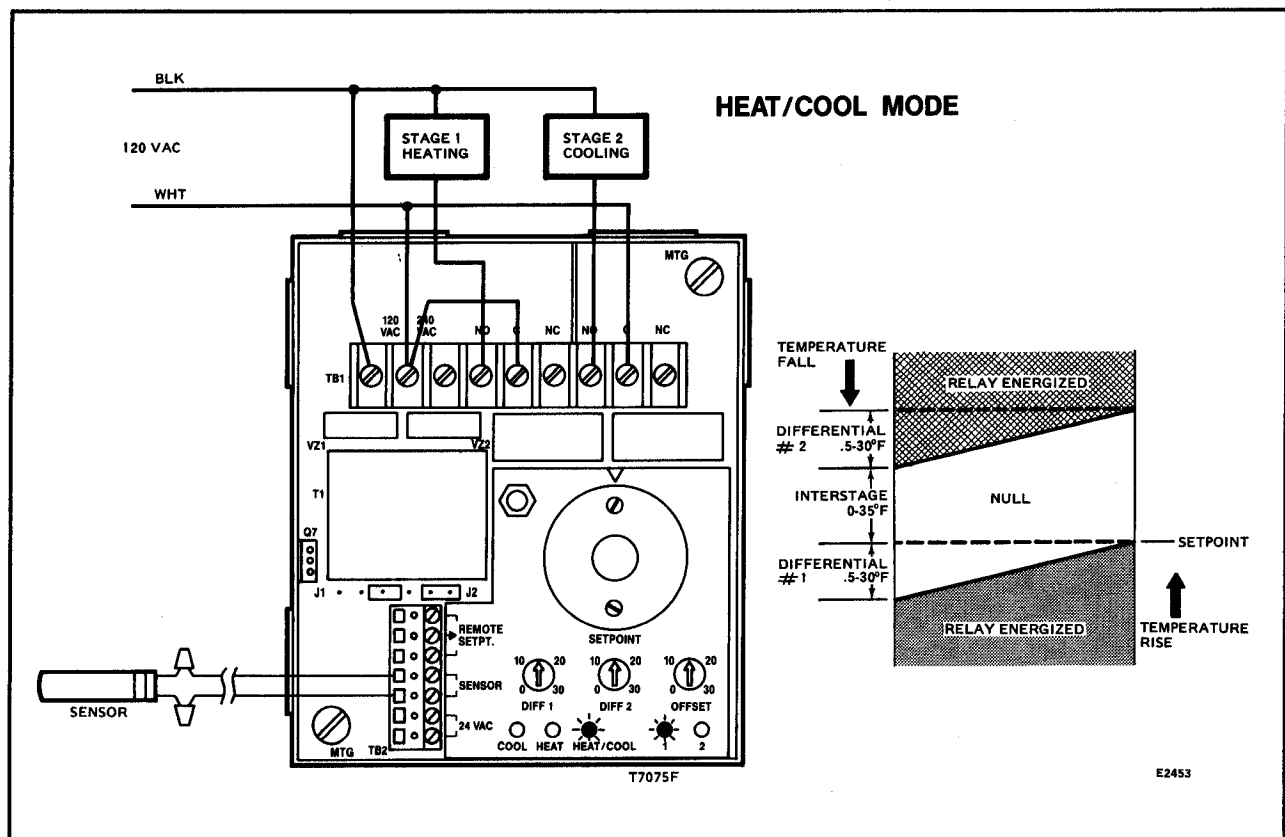 HEAT/COOL MODE
BLK
120 VAC
WHT
STAGE 1
HEATING
STAGE 2
COOLING
MTG
120
VAC
240
VAC
NO
C
NC
NO
C
NC
TB1
VZ1
VZ2
T1
Q7
J1
J2
REMOTE
SETPT.
SENSOR
24 VAC
TB2
MTG
SENSOR
SETPOINT
10 20
0 30
DIFF 1
10 20
0 30
DIFF 2
10 20
0 30
OFFSET
COOL HEAT HEAT/COOL 1 2
T7075F
TEMPERATURE
FALL
RELAY ENERGIZED
DIFFERENTIAL
# 2 .5-30°F
INTERSTAGE
0-35°F
NULL
SETPOINT
DIFFERENTIAL
# 1 .5-30°F
RELAY ENERGIZED
TEMPERATURE
RISE
E2453